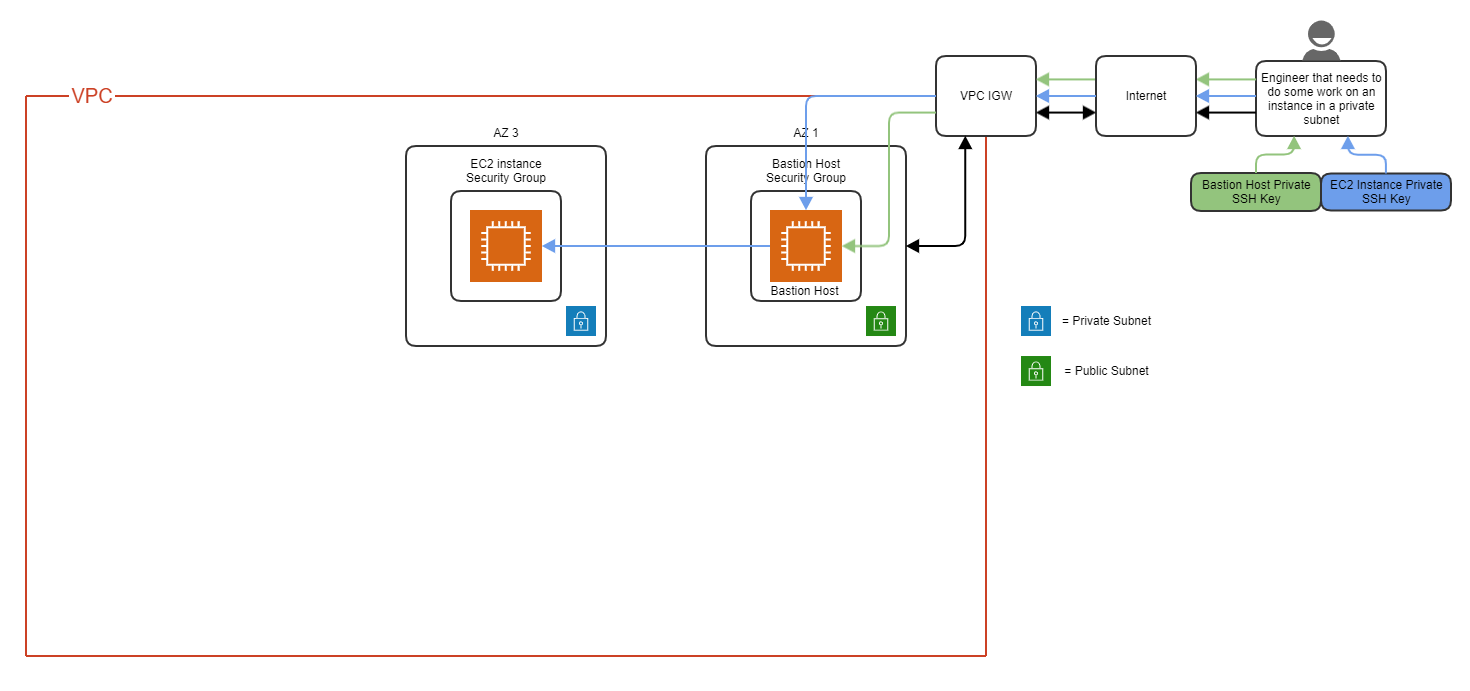 VPC
AZ 3
EC2 instance
Security Group
AZ 1
Bastion Host
Security Group
Bastion Host
VPC IGW
Internet
Engineer that needs to
do some work on an
instance in a private
subnet
Bastion Host Private
SSH Key
EC2 Instance Private
SSH Key
= Private Subnet
= Public Subnet